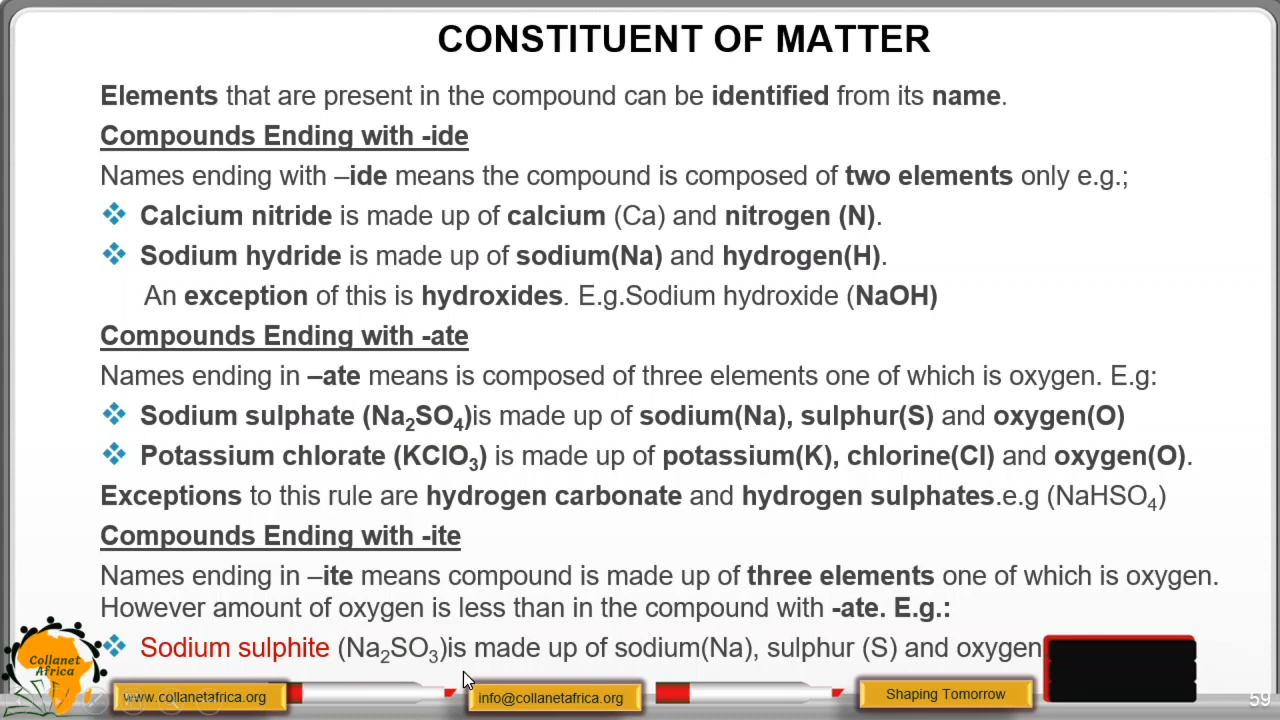 CONSTITUENT OF MATTER
Elements that are present in the compound can be identified from its name.
Compounds Ending with -ide
Names ending with –ide means the compound is composed of two elements only e.g.;
Calcium nitride is made up of calcium (Ca) and nitrogen (N).
Sodium hydride is made up of sodium(Na) and hydrogen(H).
An exception of this is hydroxides. E.g.Sodium hydroxide (NaOH)
Compounds Ending with -ate
Names ending in –ate means is composed of three elements one of which is oxygen. E.g:
Sodium sulphate (Na₂SO₄)is made up of sodium(Na), sulphur(S) and oxygen(O)
Potassium chlorate (KClO₃) is made up of potassium(K), chlorine(Cl) and oxygen(O).
Exceptions to this rule are hydrogen carbonate and hydrogen sulphates.e.g (NaHSO₄)
Compounds Ending with -ite
Names ending in –ite means compound is made up of three elements one of which is oxygen.
However amount of oxygen is less than in the compound with -ate. E.g.:
Sodium sulphite (Na₂SO₃)is made up of sodium(Na), sulphur (S) and oxygen
Collanet
Africa
www.collanetafrica.org
info@collanetafrica.org
Shaping Tomorrow
59